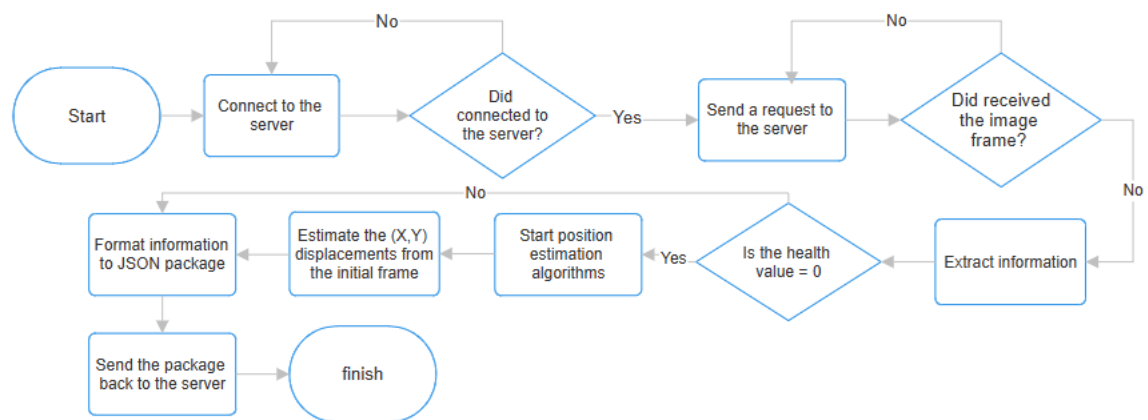 No
No
Start
Connect to the
server
Did
connected to
the server?
Yes
Send a request to
the server
Did received
the image
frame?
No
No
Format information
to JSON package
Estimate the (X,Y)
displacements from
the initial frame
Start position
estimation
algorithms
Yes
Is the health
value = 0
Extract information
Send the package
back to the server
finish